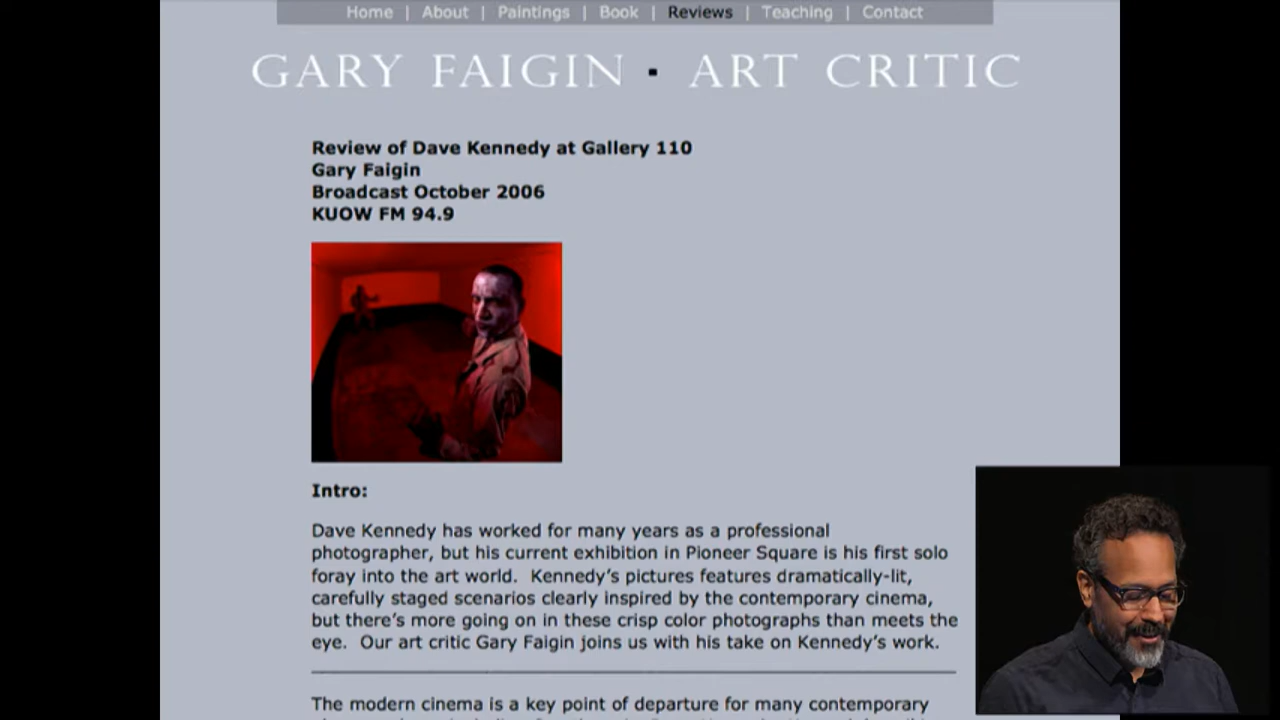 Home | About | Paintings | Book | Reviews | Teaching | Contact
GARY FAIGIN · ART CRITIC
Review of Dave Kennedy at Gallery 110
Gary Faigin
Broadcast October 2006
KUOW FM 94.9
Intro:
Dave Kennedy has worked for many years as a professional
photographer, but his current exhibition in Pioneer Square is his first solo
foray into the art world.  Kennedy's pictures features dramatically-lit,
carefully staged scenarios clearly inspired by the contemporary cinema,
but there's more going on in these crisp color photographs than meets the
eye.  Our art critic Gary Faigin joins us with his take on Kennedy's work.
The modern cinema is a key point of departure for many contemporary